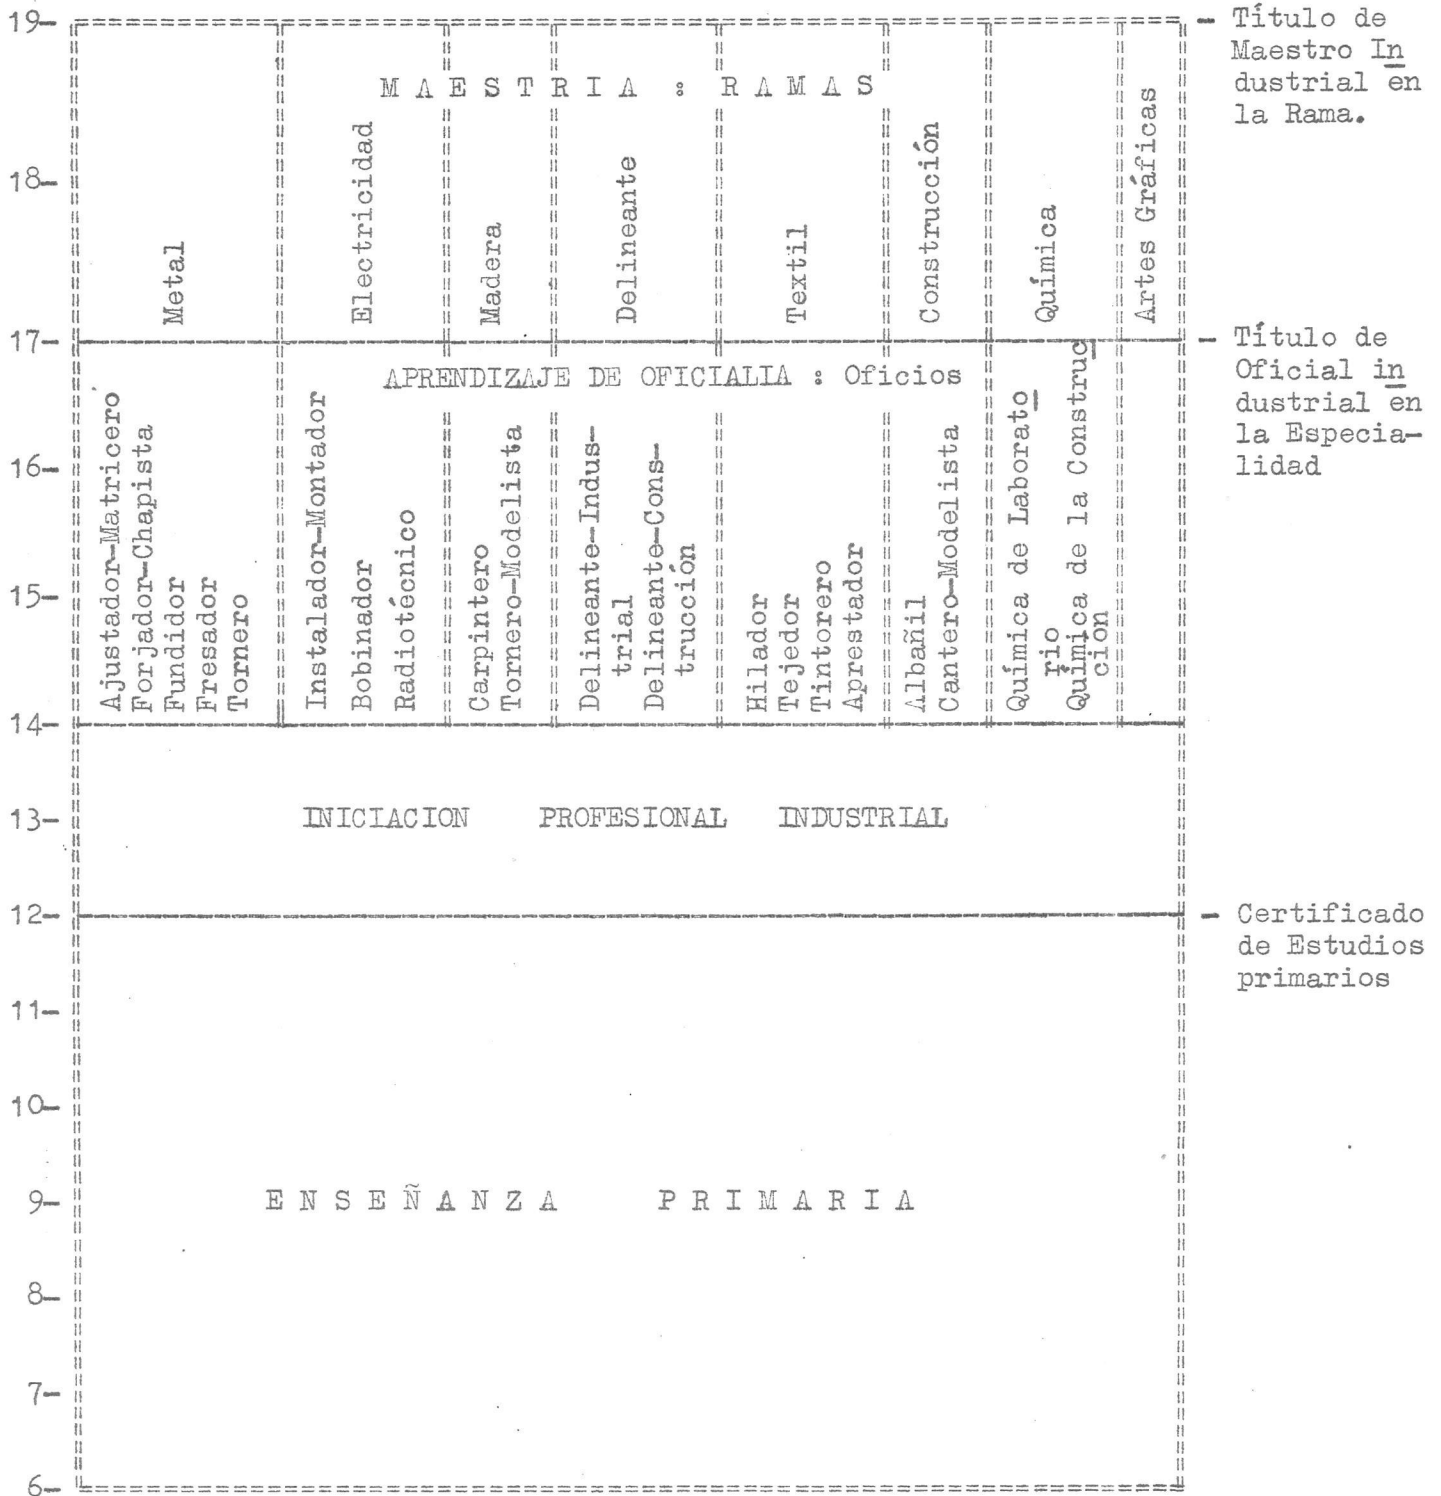 19-
- Título de
Maestro In
dustrial en
la Rama.
MAESTRIA : RAMAS
18-
Metal
Electricidad
Madera
Delineante
Textil
Construcción
Química
Artes Gráficas
17-
- Título de
Oficial in
dustrial en
la Especia-
lidad
APRENDIZAJE DE OFICIALIA : Oficios
16-
15-
Ajustador-Matricero
Forjador-Chapista
Fundidor
Fresador
Tornero
Instalador-Montador
Bobinador
Radiotécnico
Carpintero
Tornero-Modelista
Delineante-Indus-
trial
Delineante-Cons-
trucción
Hilador
Tejedor
Tintorero
Aprestador
Albañil
Cantero-Modelista
Química de Laborato
rio
Química de la Construc
ción
14-
13-
INICIACION PROFESIONAL INDUSTRIAL
12-
- Certificado
de Estudios
primarios
11-
10-
9-
ENSEÑANZA PRIMARIA
8-
7-
6-